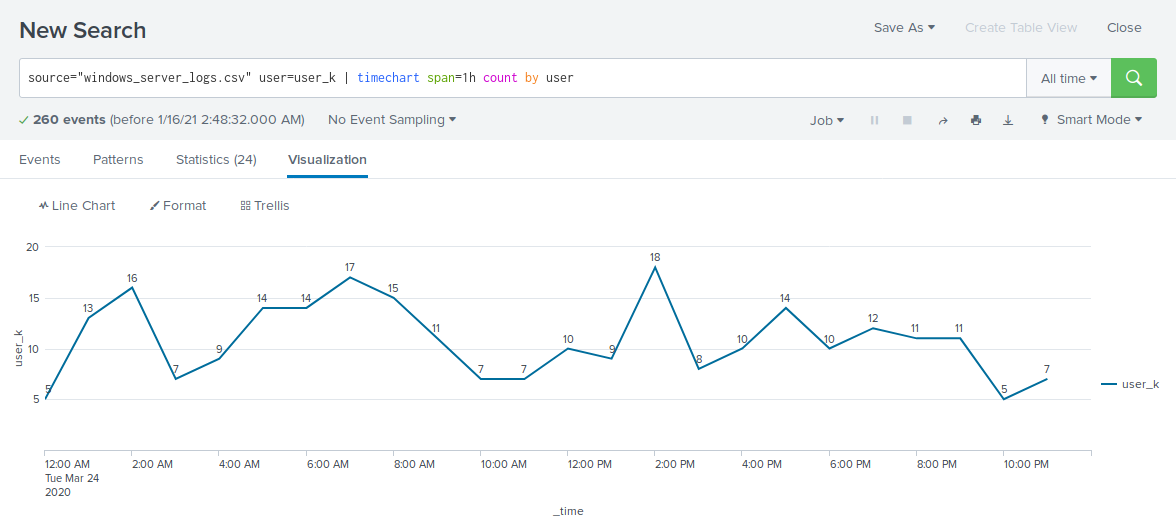 New Search
Save As
Create Table View
Close
source="windows_server_logs.csv" user=user_k | timechart span=1h count by user
All time
260 events (before 1/16/21 2:48:32.000 AM)
No Event Sampling
Job
Smart Mode
Events
Patterns
Statistics (24)
Visualization
Line Chart
Format
Trellis
20
15
10
5
user_k
5
13
16
7
9
14
14
17
15
11
7
7
10
9
18
8
10
14
10
12
11
11
5
7
user_k
12:00 AM
Tue Mar 24
2020
2:00 AM
4:00 AM
6:00 AM
8:00 AM
10:00 AM
12:00 PM
2:00 PM
4:00 PM
6:00 PM
8:00 PM
10:00 PM
_time